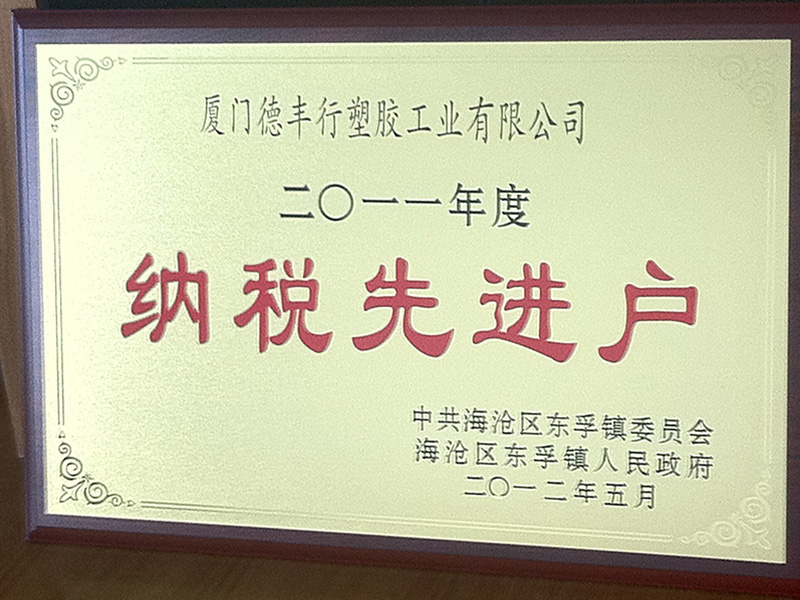 厦门德丰行塑胶工业有限公司
二〇一一年度
纳税先进户
中共海沧区东孚镇委员会
海沧区东孚镇人民政府
二〇一二年五月